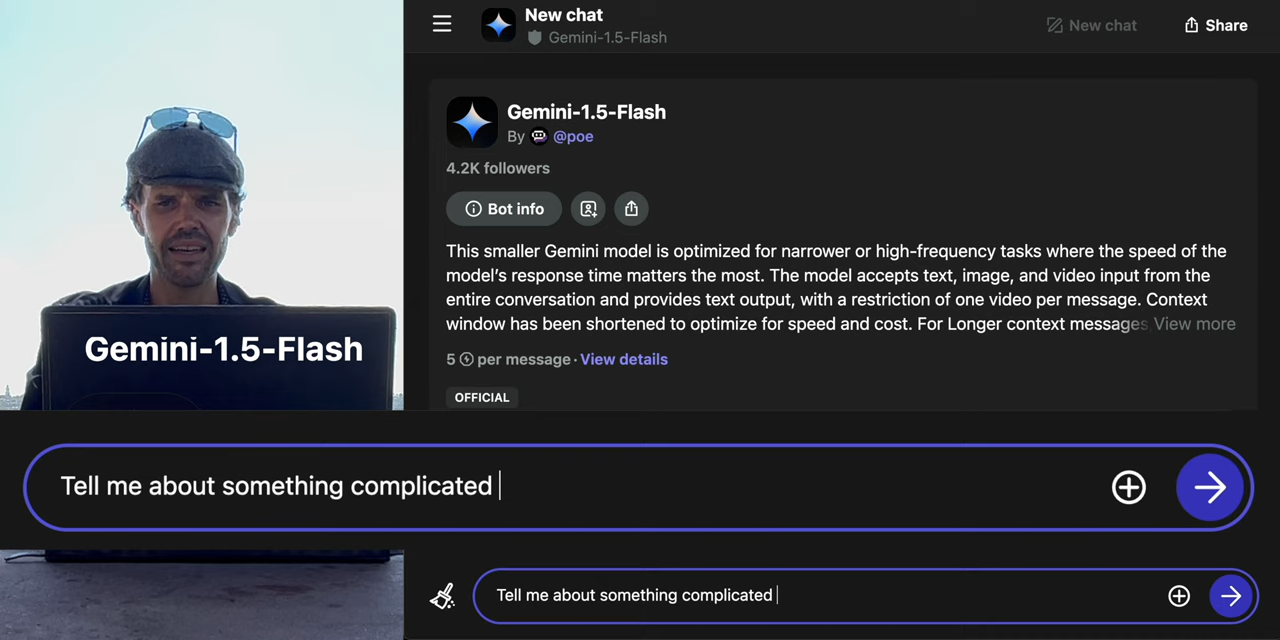 New chat
Gemini-1.5-Flash
New chat
Share
Gemini-1.5-Flash
By @poe
4.2K followers
Bot info
This smaller Gemini model is optimized for narrower or high-frequency tasks where the speed of the
model’s response time matters the most. The model accepts text, image, and video input from the
entire conversation and provides text output, with a restriction of one video per message. Context
window has been shortened to optimize for speed and cost. For Longer context messages, View more
5 per message · View details
OFFICIAL
Gemini-1.5-Flash
Tell me about something complicated
Tell me about something complicated